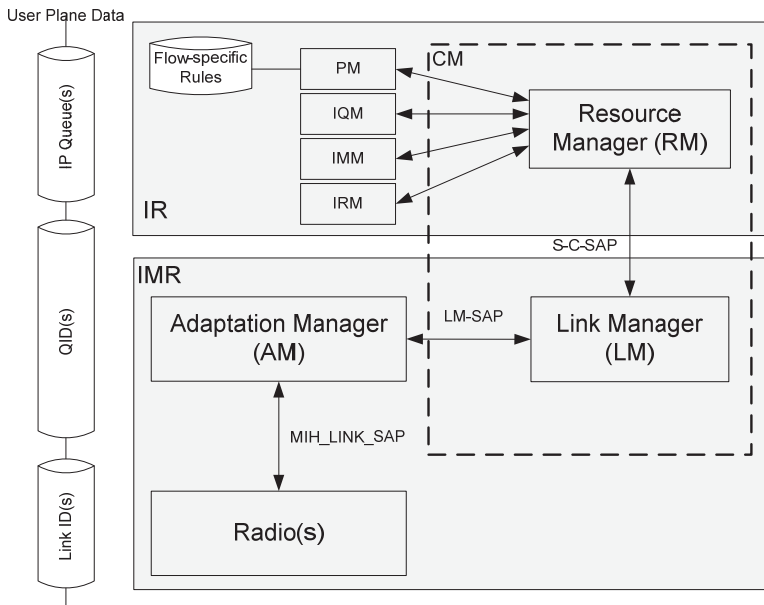 User Plane Data
IP Queue(s)
QID(s)
Link ID(s)
Flow-specific
Rules
PM
IQM
IMM
IRM
CM
Resource
Manager (RM)
IR
S-C-SAP
IMR
Adaptation Manager
(AM)
LM-SAP
Link Manager
(LM)
MIH_LINK_SAP
Radio(s)